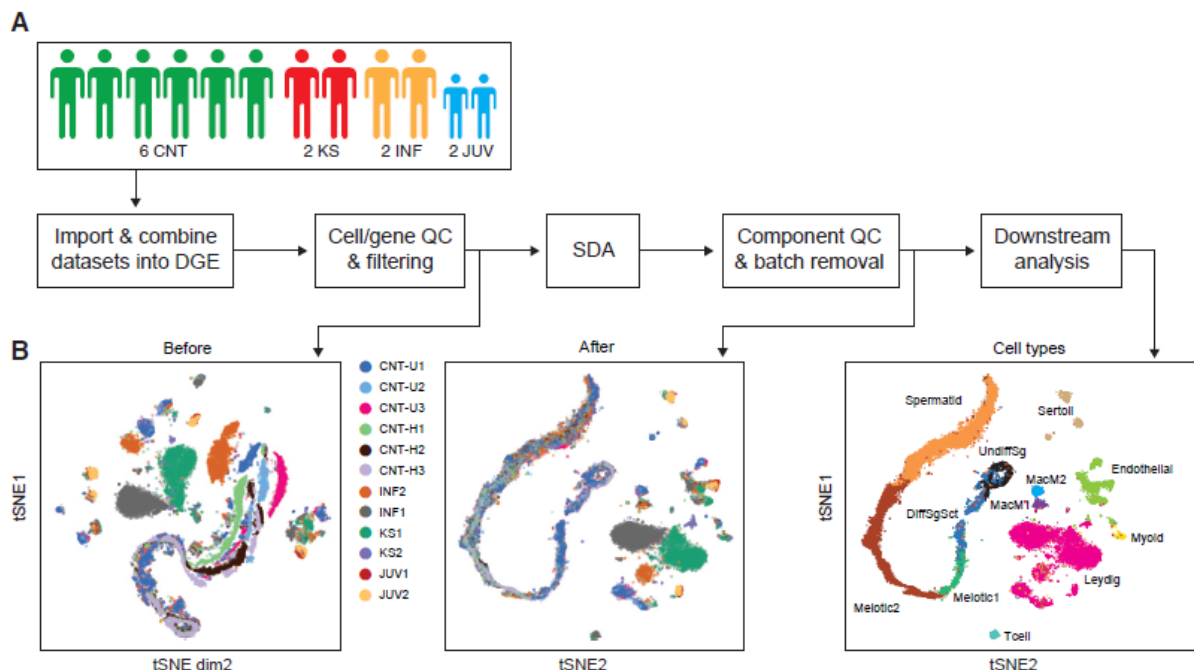 A
6 CNT
2 KS
2 INF
2 JUV
Import & combine
datasets into DGE
Cell/gene QC
& filtering
SDA
Component QC
& batch removal
Downstream
analysis
B
Before
tSNE1
tSNE dim2
CNT-U1
CNT-U2
CNT-U3
CNT-H1
CNT-H2
CNT-H3
INF2
INF1
KS1
KS2
JUV1
JUV2
After
tSNE1
tSNE2
Cell types
tSNE1
Spermatid
Sertoli
UndiffSg
Endothelial
MacM2
MacM1
DiffSgSct
Myoid
Leydig
Meiotic1
Meiotic2
Tcell
tSNE2